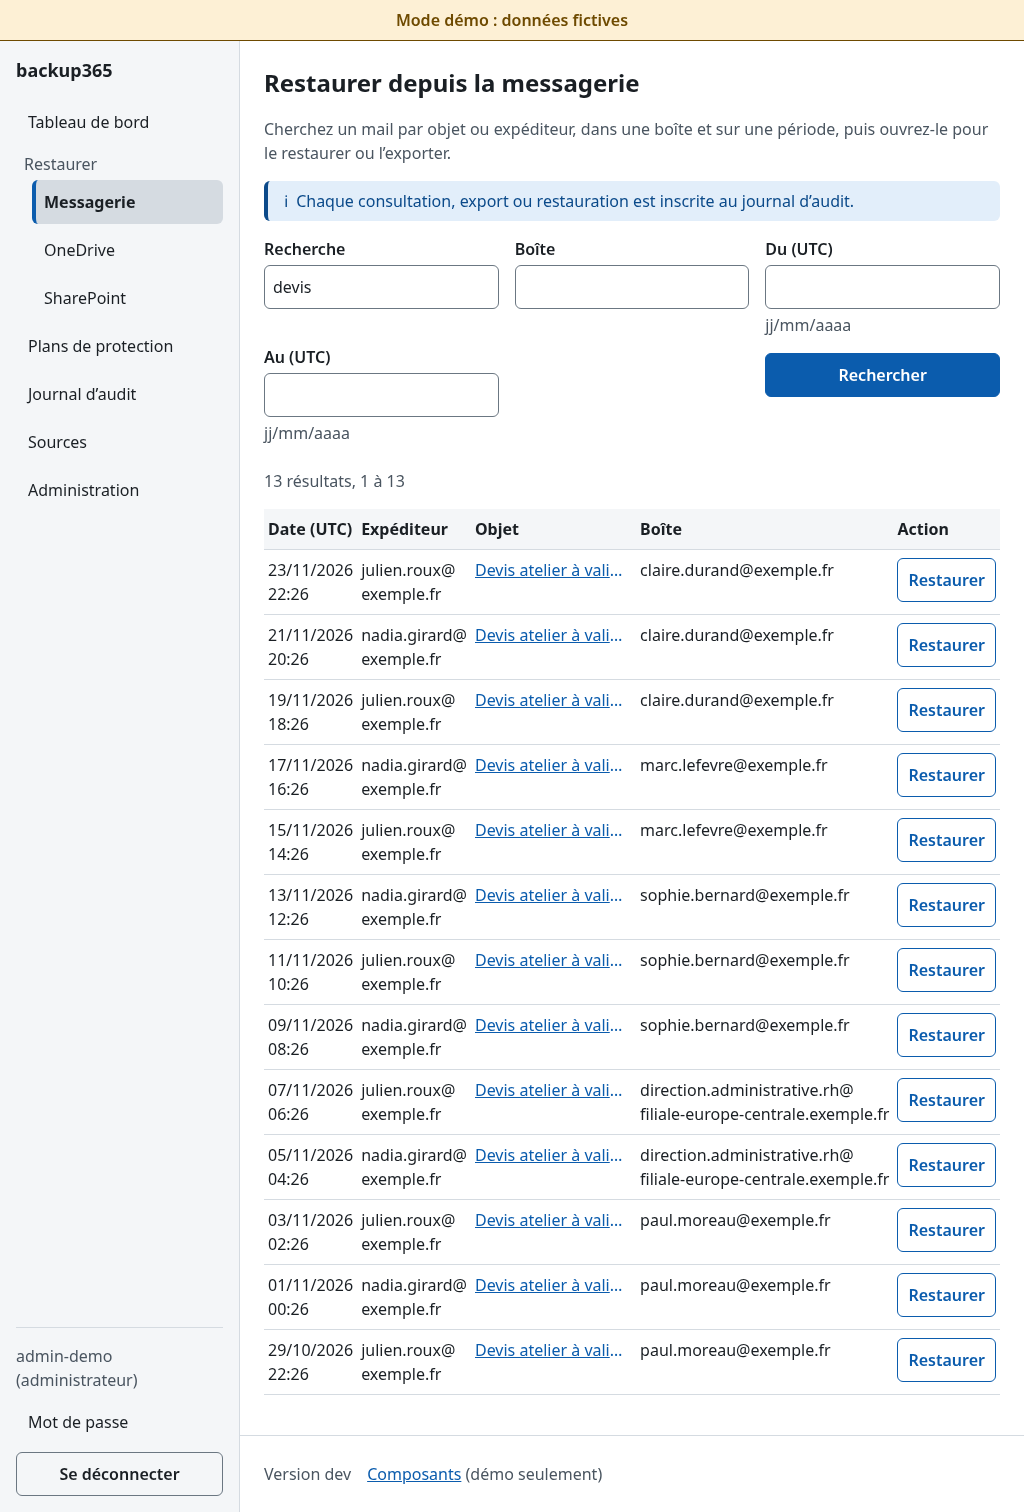 Mode démo : données fictives
backup365
Tableau de bord
Restaurer
Messagerie
OneDrive
SharePoint
Plans de protection
Journal d’audit
Sources
Administration
admin-demo
(administrateur)
Mot de passe
Se déconnecter
Restaurer depuis la messagerie
Cherchez un mail par objet ou expéditeur, dans une boîte et sur une période, puis ouvrez-le pour
le restaurer ou l’exporter.
i Chaque consultation, export ou restauration est inscrite au journal d’audit.
Recherche Boîte Du (UTC)
devis
jj/mm/aaaa
Au (UTC)
Rechercher
jj/mm/aaaa
13 résultats, 1 à 13
Date (UTC) Expéditeur Objet Boîte Action
23/11/2026 julien.roux@ Devis atelier à vali... claire.durand@exemple.fr Restaurer
22:26 exemple.fr
21/11/2026 nadia.girard@ Devis atelier à vali... claire.durand@exemple.fr Restaurer
20:26 exemple.fr
19/11/2026 julien.roux@ Devis atelier à vali... claire.durand@exemple.fr Restaurer
18:26 exemple.fr
17/11/2026 nadia.girard@ Devis atelier à vali... marc.lefevre@exemple.fr Restaurer
16:26 exemple.fr
15/11/2026 julien.roux@ Devis atelier à vali... marc.lefevre@exemple.fr Restaurer
14:26 exemple.fr
13/11/2026 nadia.girard@ Devis atelier à vali... sophie.bernard@exemple.fr Restaurer
12:26 exemple.fr
11/11/2026 julien.roux@ Devis atelier à vali... sophie.bernard@exemple.fr Restaurer
10:26 exemple.fr
09/11/2026 nadia.girard@ Devis atelier à vali... sophie.bernard@exemple.fr Restaurer
08:26 exemple.fr
07/11/2026 julien.roux@ Devis atelier à vali... direction.administrative.rh@ Restaurer
06:26 exemple.fr filiale-europe-centrale.exemple.fr
05/11/2026 nadia.girard@ Devis atelier à vali... direction.administrative.rh@ Restaurer
04:26 exemple.fr filiale-europe-centrale.exemple.fr
03/11/2026 julien.roux@ Devis atelier à vali... paul.moreau@exemple.fr Restaurer
02:26 exemple.fr
01/11/2026 nadia.girard@ Devis atelier à vali... paul.moreau@exemple.fr Restaurer
00:26 exemple.fr
29/10/2026 julien.roux@ Devis atelier à vali... paul.moreau@exemple.fr Restaurer
22:26 exemple.fr
Version dev Composants (démo seulement)